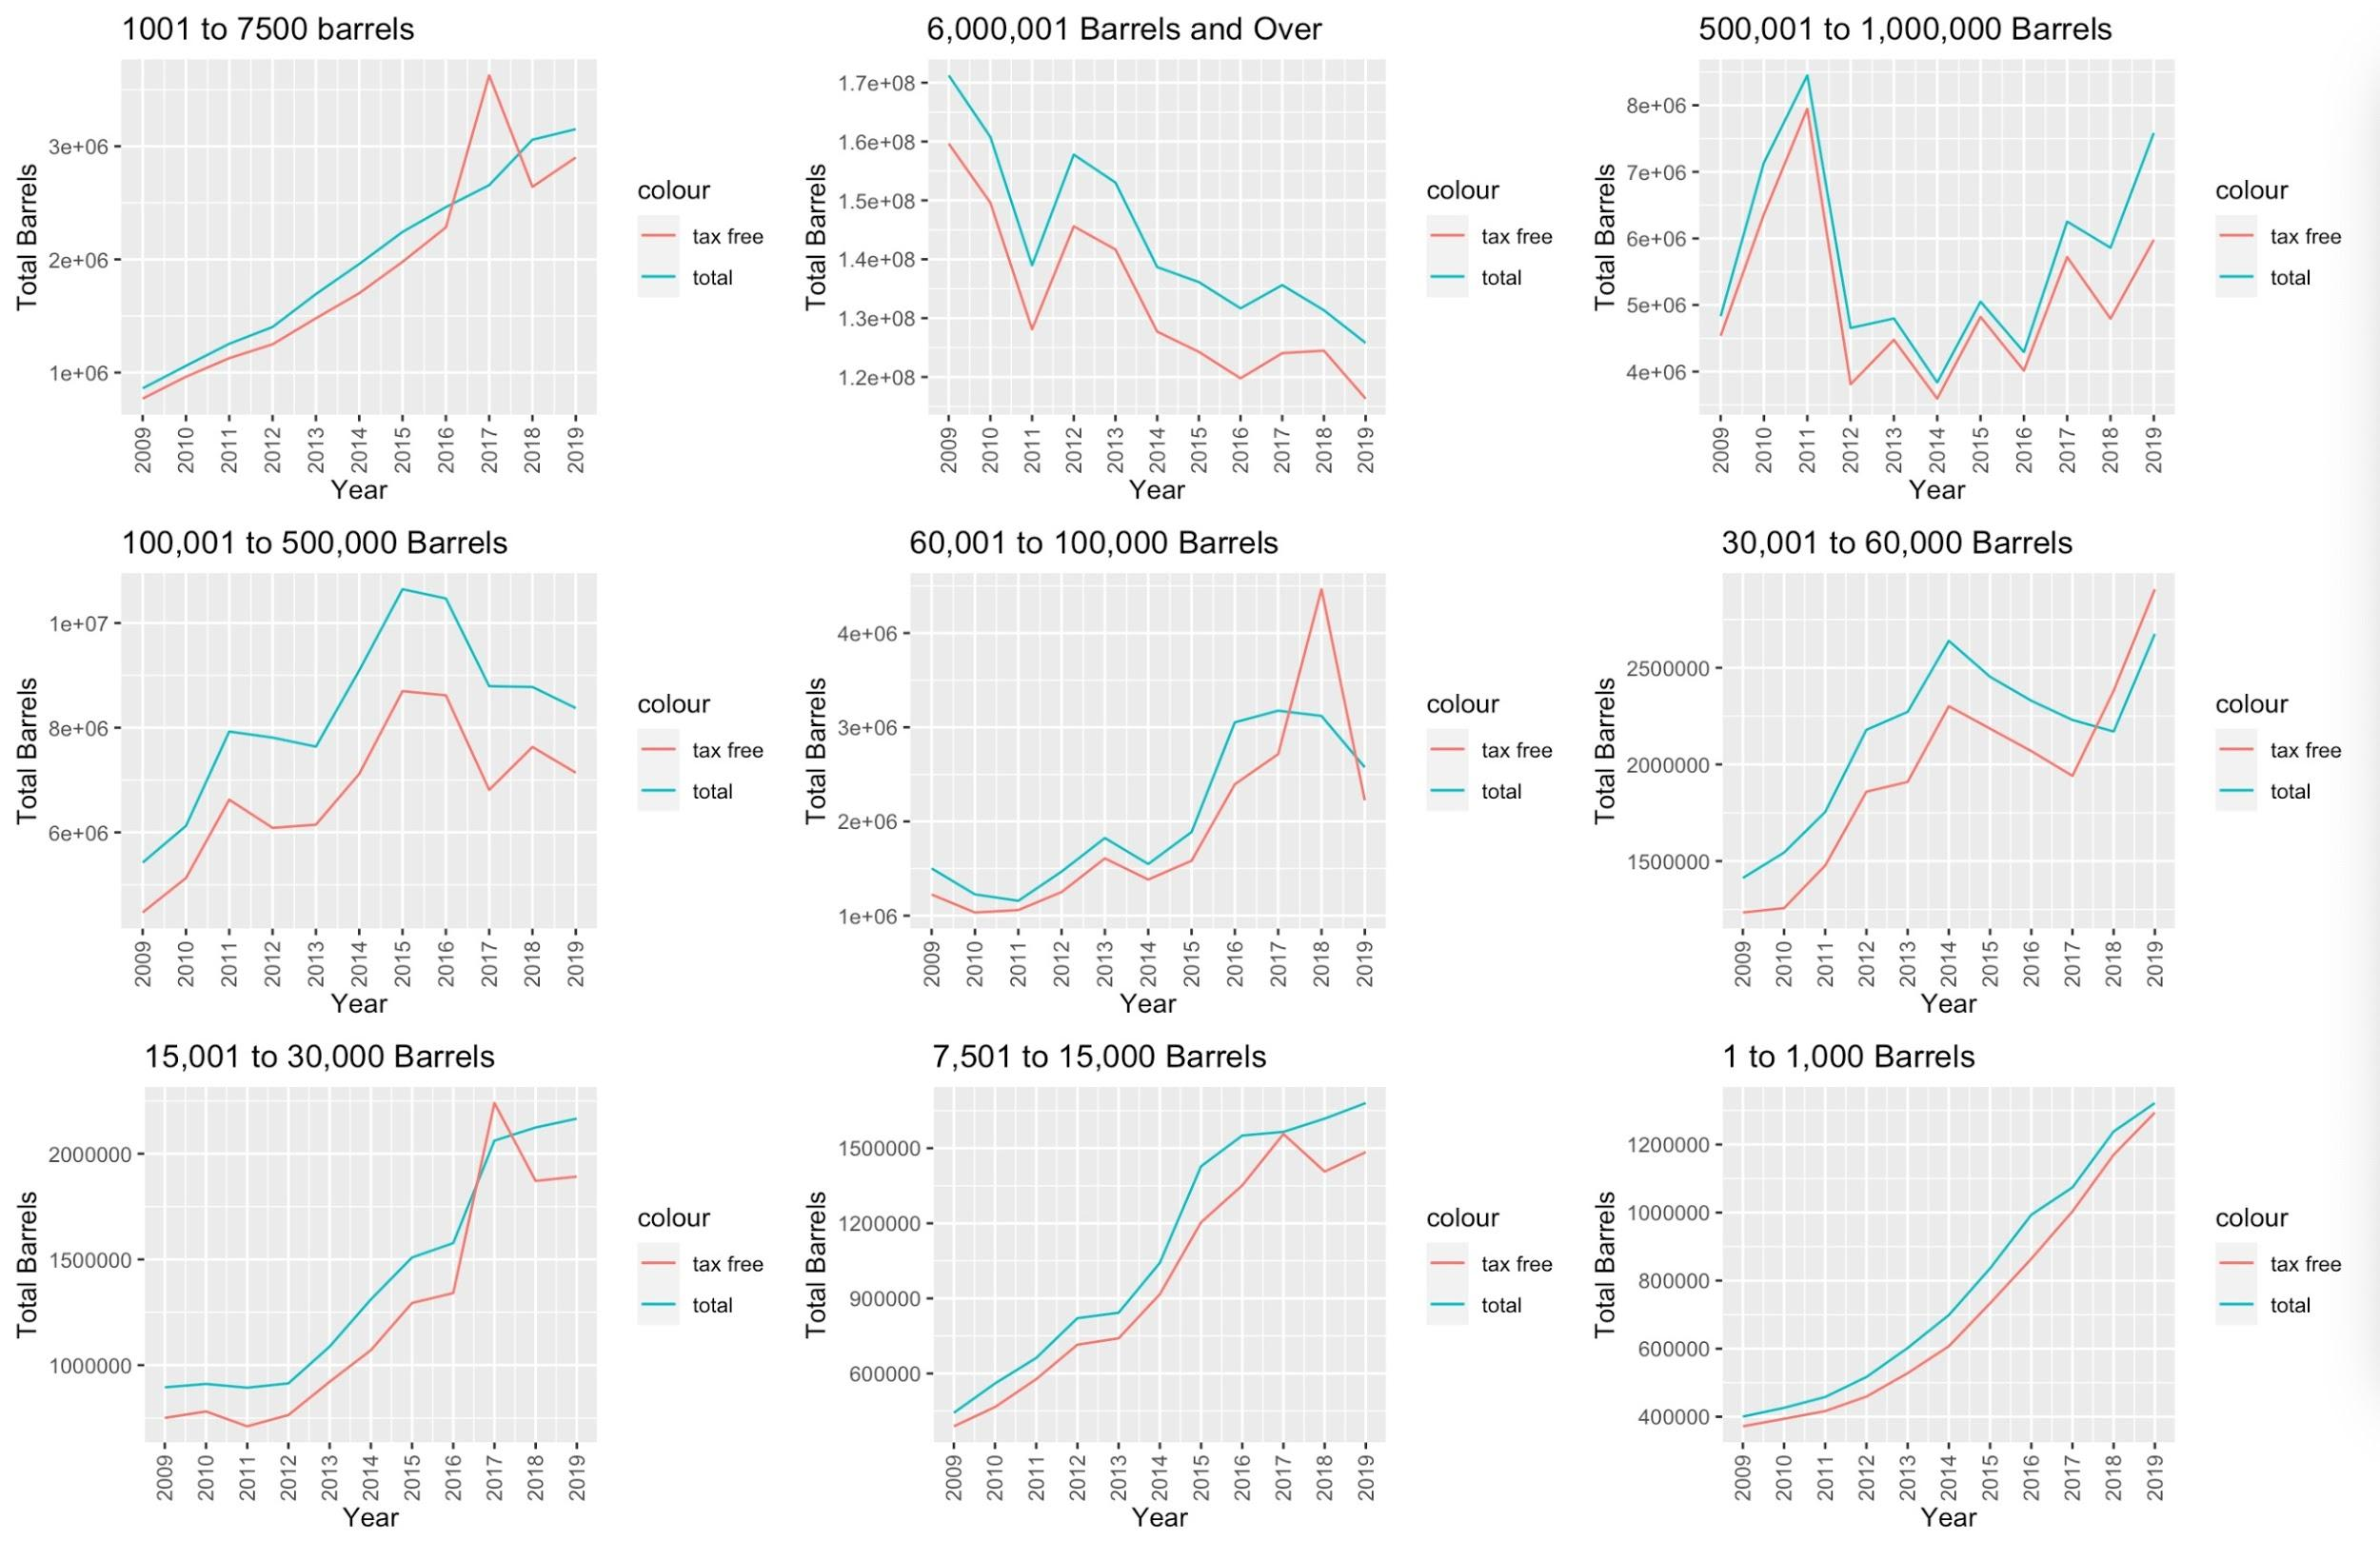 1001 to 7500 barrels
Total Barrels
3e+06
2e+06
1e+06
2009
2010
2011
2012
2013
2014
2015
2016
2017
2018
2019
Year
colour
tax free
total
6,000,001 Barrels and Over
Total Barrels
1.7e+08
1.6e+08
1.5e+08
1.4e+08
1.3e+08
1.2e+08
2009
2010
2011
2012
2013
2014
2015
2016
2017
2018
2019
Year
colour
tax free
total
500,001 to 1,000,000 Barrels
Total Barrels
8e+06
7e+06
6e+06
5e+06
4e+06
2009
2010
2011
2012
2013
2014
2015
2016
2017
2018
2019
Year
colour
tax free
total
100,001 to 500,000 Barrels
Total Barrels
1e+07
8e+06
6e+06
2009
2010
2011
2012
2013
2014
2015
2016
2017
2018
2019
Year
colour
tax free
total
60,001 to 100,000 Barrels
Total Barrels
4e+06
3e+06
2e+06
1e+06
2009
2010
2011
2012
2013
2014
2015
2016
2017
2018
2019
Year
colour
tax free
total
30,001 to 60,000 Barrels
Total Barrels
2500000
2000000
1500000
2009
2010
2011
2012
2013
2014
2015
2016
2017
2018
2019
Year
colour
tax free
total
15,001 to 30,000 Barrels
Total Barrels
2000000
1500000
1000000
2009
2010
2011
2012
2013
2014
2015
2016
2017
2018
2019
Year
colour
tax free
total
7,501 to 15,000 Barrels
Total Barrels
1500000
1200000
900000
600000
2009
2010
2011
2012
2013
2014
2015
2016
2017
2018
2019
Year
colour
tax free
total
1 to 1,000 Barrels
Total Barrels
1200000
1000000
800000
600000
400000
2009
2010
2011
2012
2013
2014
2015
2016
2017
2018
2019
Year
colour
tax free
total